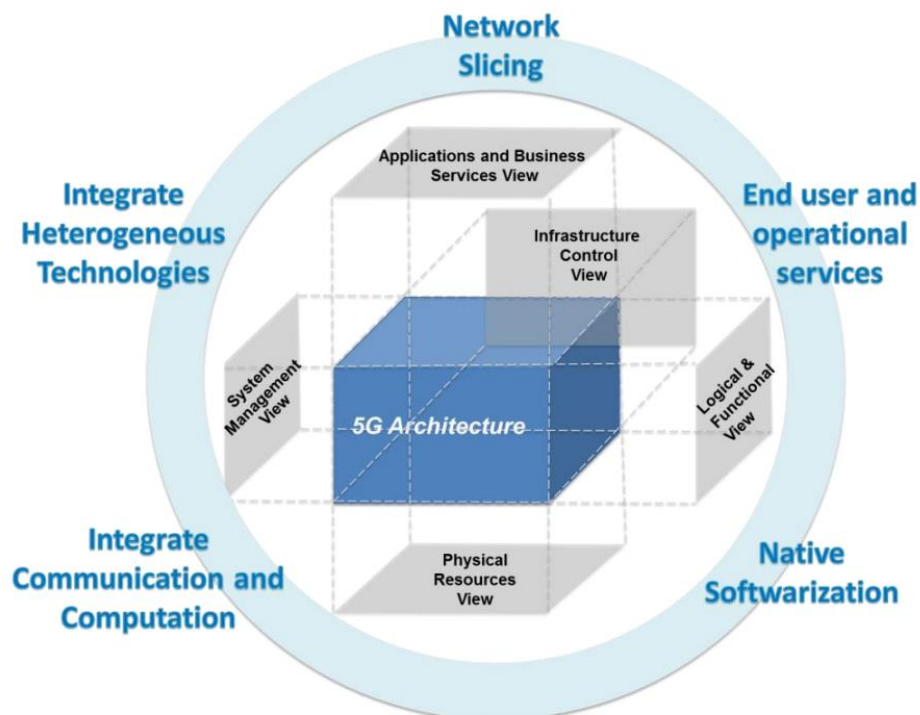 Network
Slicing
Applications and Business
Services View
Integrate
Heterogeneous
Technologies
End user and
operational
services
Infrastructure
Control
View
System
Management
View
5G Architecture
Logical &
Functional
View
Integrate
Communication and
Computation
Physical
Resources
View
Native
Softwarization